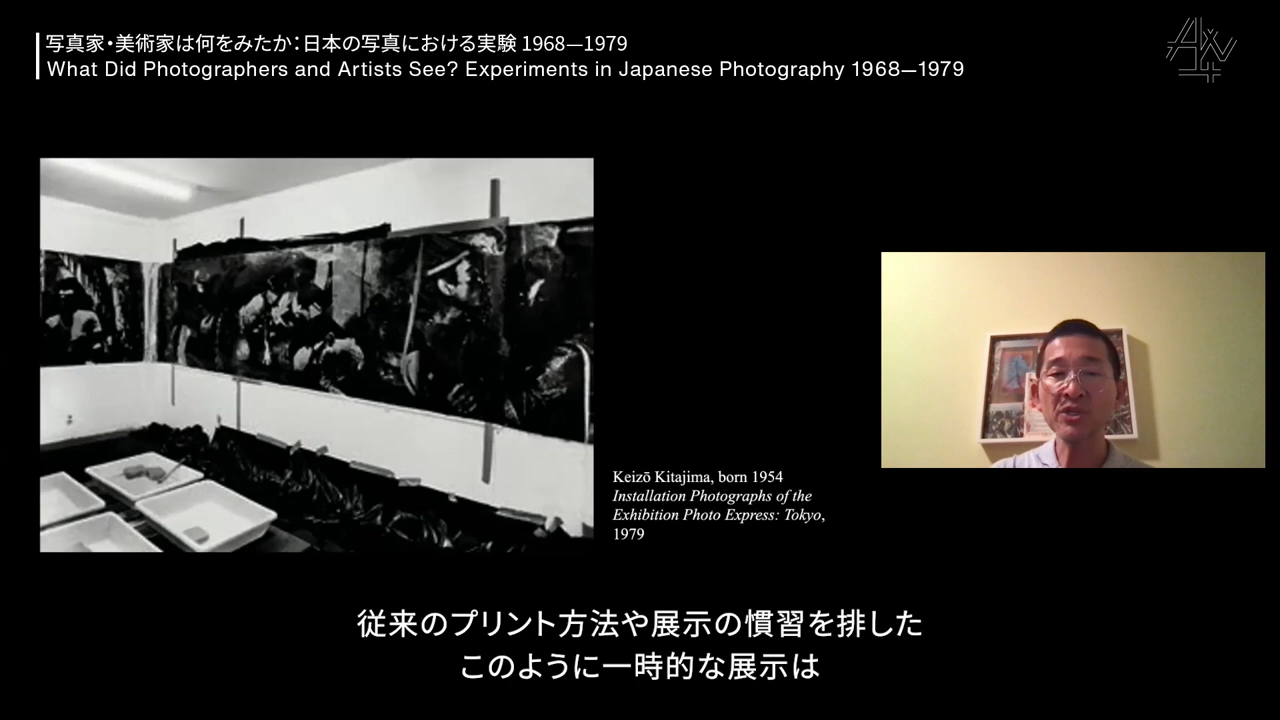 写真家・美術家は何をみたか：日本の写真における実験 1968—1979
What Did Photographers and Artists See? Experiments in Japanese Photography 1968—1979
Keizō Kitajima, born 1954
Installation Photographs of the
Exhibition Photo Express: Tokyo,
1979
従来のプリント方法や展示の慣習を排した
このように一時的な展示は